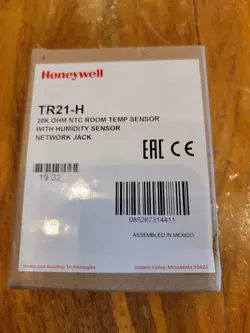 Honeywell
TR21-H
20K OHM NTC ROOM TEMP SENSOR
WITH HUMIDITY SENSOR
NETWORK JACK
EAC CE
19 32
085267314411
ASSEMBLED IN MEXICO
Home and Building Technologies
Golden Valley, Minnesota 55422